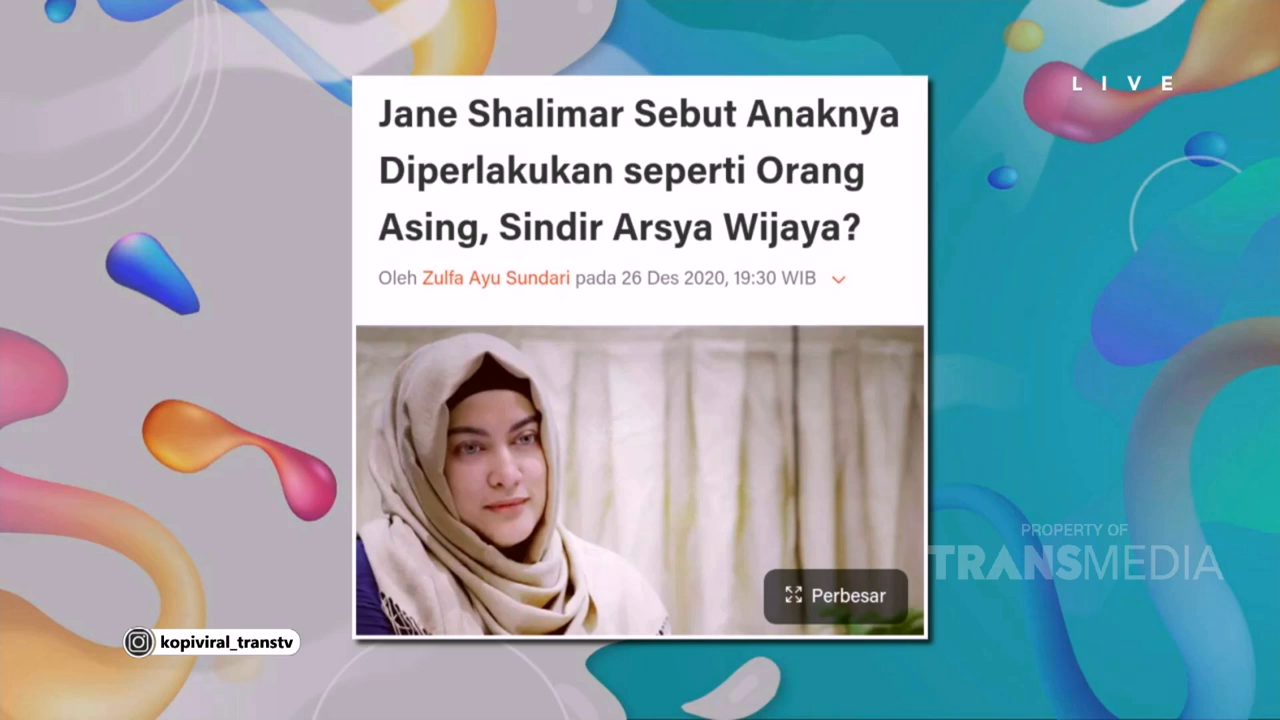 LIVE
Jane Shalimar Sebut Anaknya
Diperlakukan seperti Orang
Asing, Sindir Arsya Wijaya?
Oleh Zulfa Ayu Sundari pada 26 Des 2020, 19:30 WIB
Perbesar
PROPERTY OF
TRANSMEDIA
kopiviral_transtv